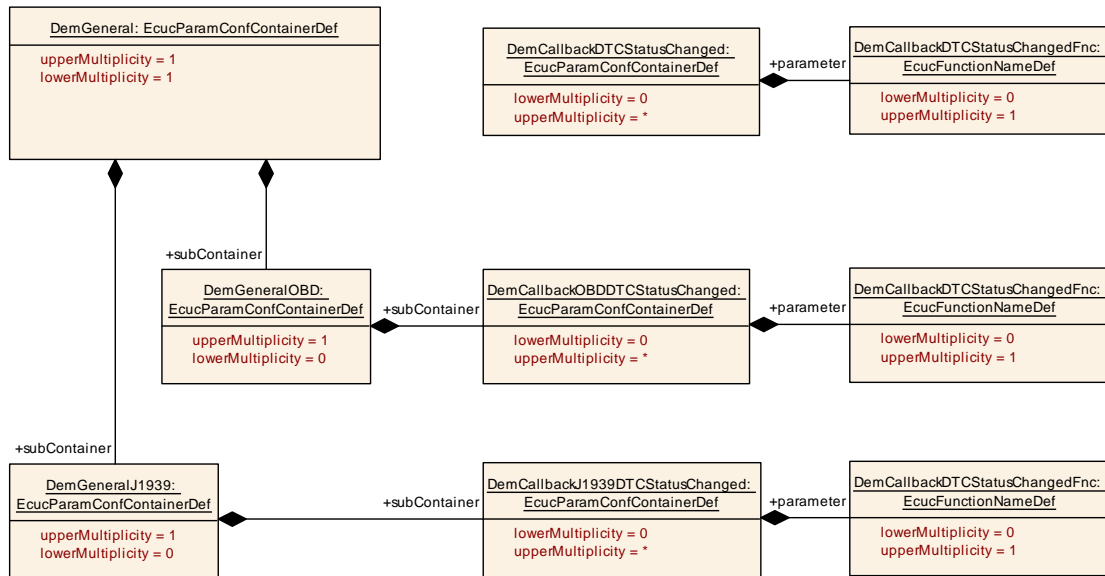 DemGeneral: EcucParamConfContainerDef
upperMultiplicity = 1
lowerMultiplicity = 1
DemCallbackDTCStatusChanged:
EcucParamConfContainerDef
lowerMultiplicity = 0
upperMultiplicity = *
+parameter
DemCallbackDTCStatusChangedFnc:
EcucFunctionNameDef
lowerMultiplicity = 0
upperMultiplicity = 1
+subContainer
DemGeneralOBD:
EcucParamConfContainerDef
upperMultiplicity = 1
lowerMultiplicity = 0
+subContainer
DemCallbackOBDDTCStatusChanged:
EcucParamConfContainerDef
lowerMultiplicity = 0
upperMultiplicity = *
+parameter
DemCallbackDTCStatusChangedFnc:
EcucFunctionNameDef
lowerMultiplicity = 0
upperMultiplicity = 1
+subContainer
DemGeneralJ1939:
EcucParamConfContainerDef
upperMultiplicity = 1
lowerMultiplicity = 0
+subContainer
DemCallbackJ1939DTCStatusChanged:
EcucParamConfContainerDef
lowerMultiplicity = 0
upperMultiplicity = *
+parameter
DemCallbackDTCStatusChangedFnc:
EcucFunctionNameDef
lowerMultiplicity = 0
upperMultiplicity = 1